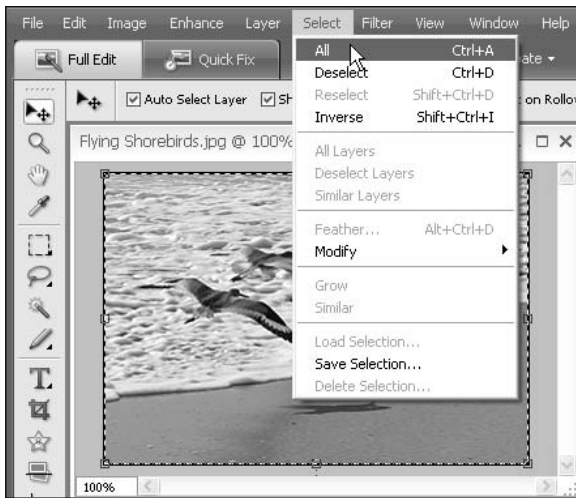 File Edit Image Enhance Layer Select Filter View Window Help
Full Edit Quick Fix ate
Auto Select Layer Sh on Rollov
Flying Shorebirds.jpg @ 100%
All Ctrl+A
Deselect Ctrl+D
Reselect Shift+Ctrl+D
Inverse Shift+Ctrl+I
All Layers
Deselect Layers
Similar Layers
Feather... Alt+Ctrl+D
Modify
Grow
Similar
Load Selection...
Save Selection...
Delete Selection...
T
100%